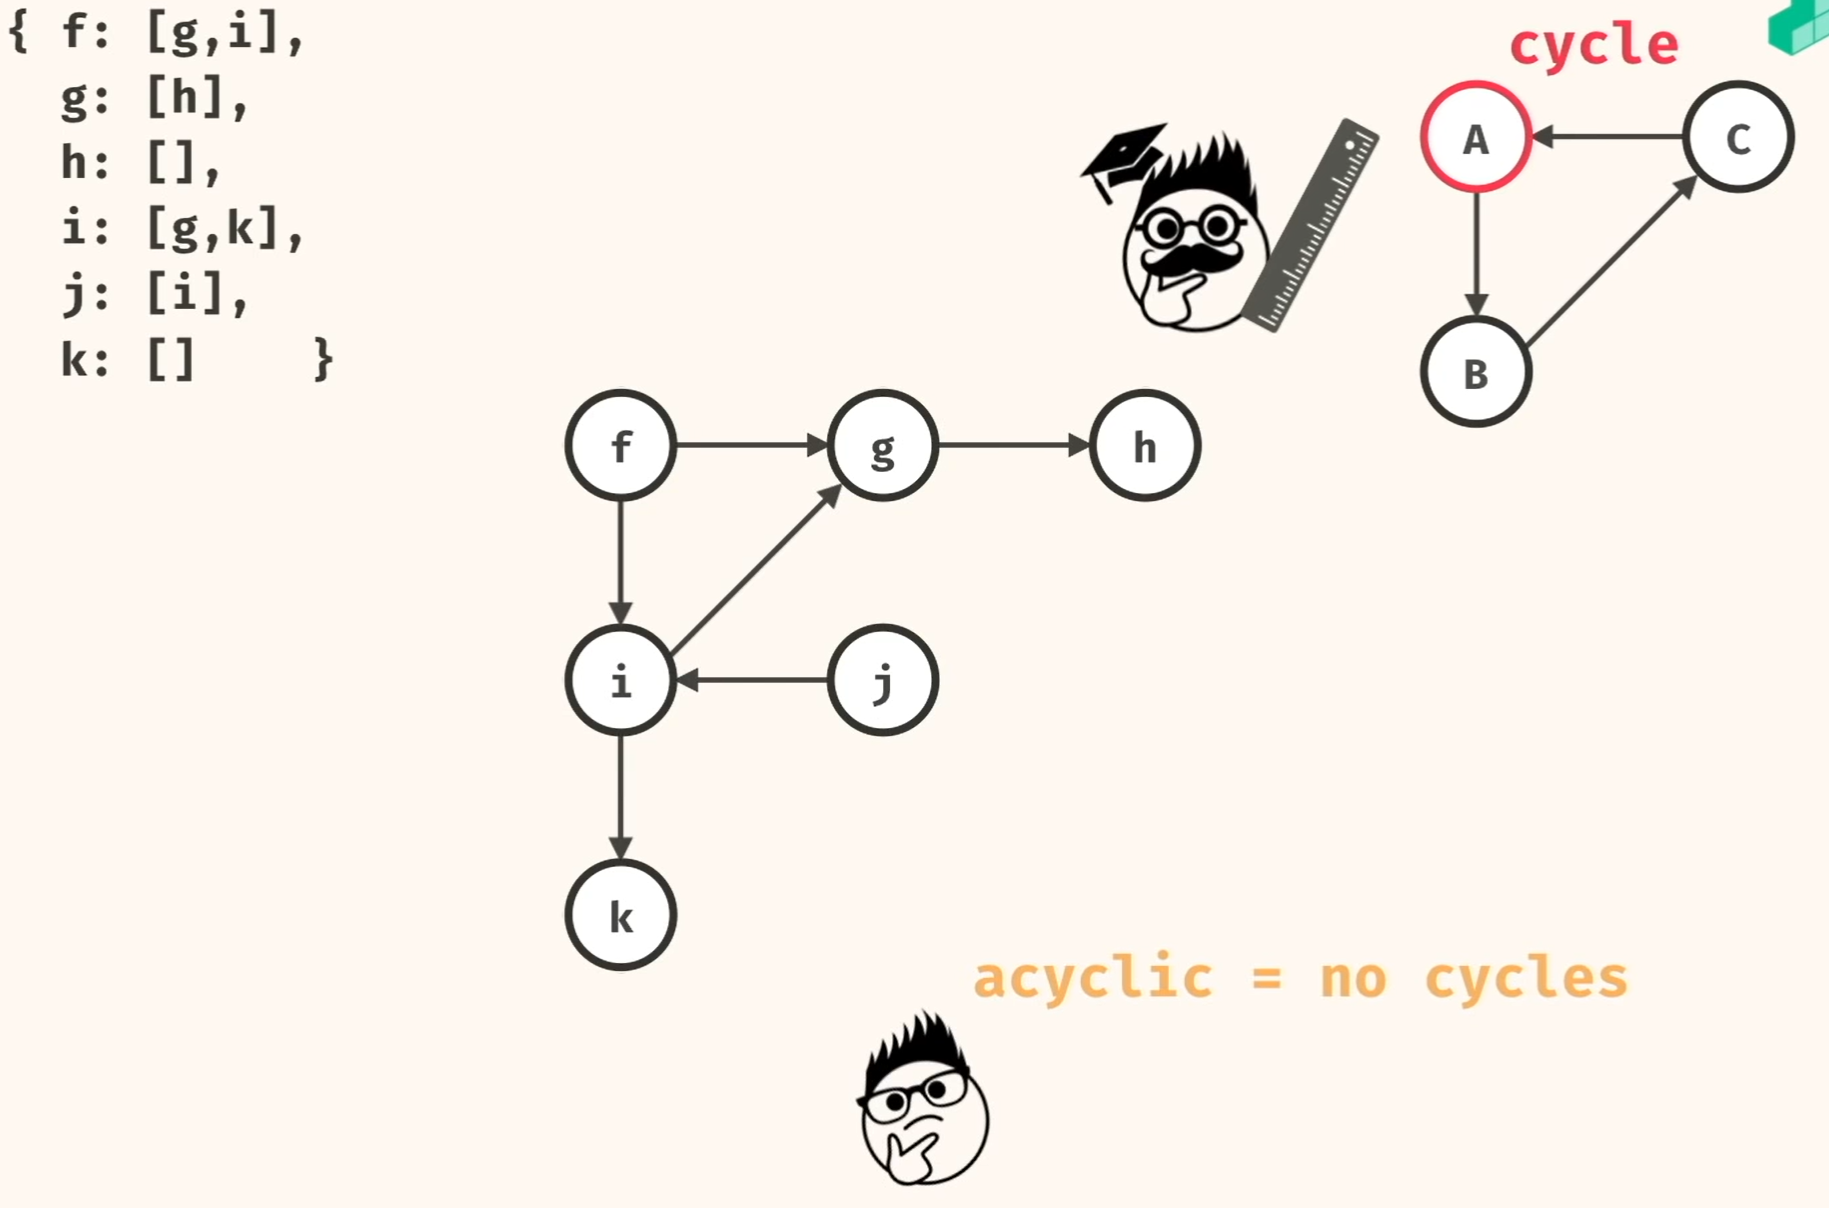 { f: [g,i],
g: [h],
h: [],
i: [g,k],
j: [i],
k: [] }
cycle
A
C
B
f
g
h
i
j
k
acyclic = no cycles